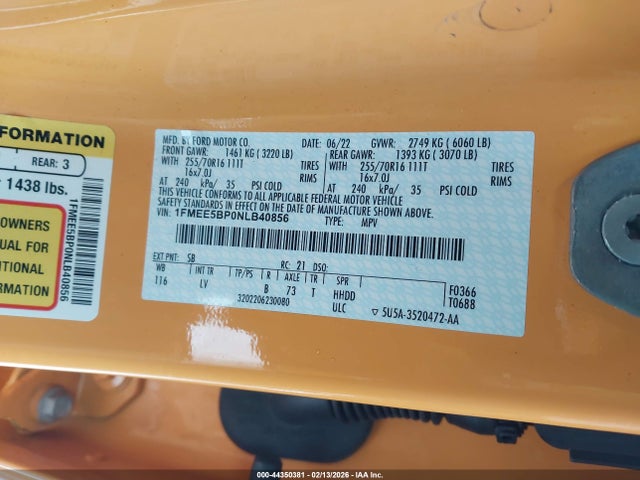 FORMATION
REAR: 3
1438 lbs.
OWNERS
NUAL FOR
ITIONAL
FORMATION
1FMEE5BP0NLB40856
MFD. BY FORD MOTOR CO.
06/22 GVWR: 2749 KG ( 6060 LB)
FRONT GAWR: 1461 KG ( 3220 LB)
REAR GAWR: 1393 KG ( 3070 LB)
WITH 255/70R16 111T TIRES WITH 255/70R16 111T TIRES
16x7.0J RIMS 16x7.0J RIMS
AT 240 kPa/ 35 PSI COLD AT 240 kPa/ 35 PSI COLD
THIS VEHICLE CONFORMS TO ALL APPLICABLE FEDERAL MOTOR VEHICLE
SAFETY STANDARDS IN EFFECT ON THE DATE OF MANUFACTURE SHOWN ABOVE.
VIN: 1FMEE5BP0NLB40856
TYPE: MPV
EXT PNT: SB RC: 21 DSO:
WB INT TR TP/PS R AXLE TR SPR
116 LV B 73 T HHDD F0366
3202206230080 ULC T06BB
▽ 5U5A-3520472-AA
000-44350381 - 02/13/2026 - IAA Inc.